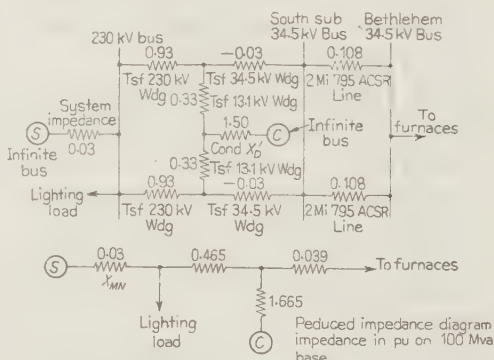 South sub Bethlehem
230 kV bus 34.5 kV Bus 34.5 kV Bus
0.93 -0.03 0.108
Tsf 230 kV Tsf 34.5 kV Wdg 2 Mi 795 ACSR
Wdg 0.33 Tsf 13.1 kV Wdg Line
System
impedance
1.50 To
S C Infinite furnaces
0.03 Cond X'D bus
Infinite
bus 0.33 Tsf 13.1 kV Wdg
0.93 -0.03 0.108
Lighting
load Tsf 230 kV Tsf 34.5 kV 2 Mi 795 ACSR
Wdg Wdg Line
0.03 0.465 0.039
S To furnaces
XMN
1.665
Lighting
load
C
Peduced impedance diagram
impedance in pu on 100 Mva
base